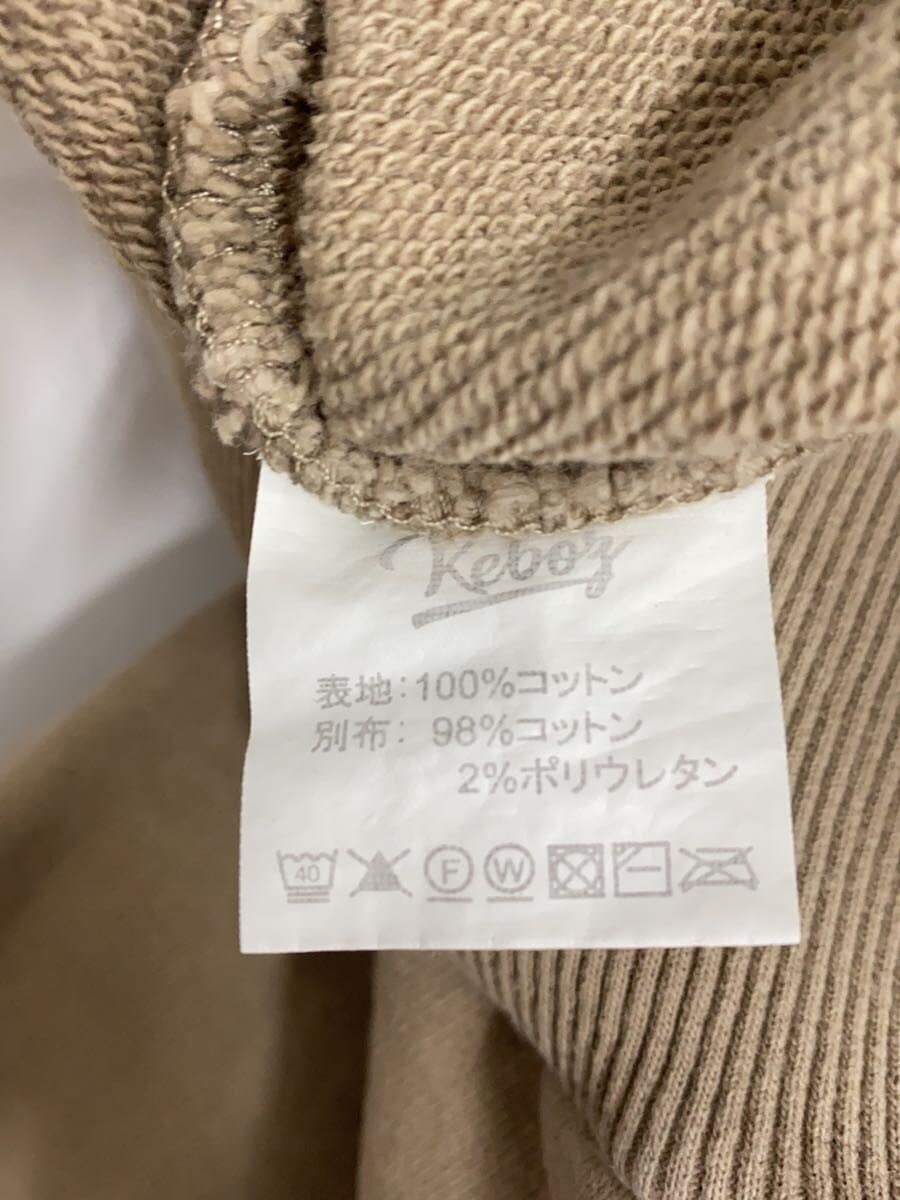 Keboz
表地:100%コットン
別布: 98%コットン
2%ポリウレタン
40 F W